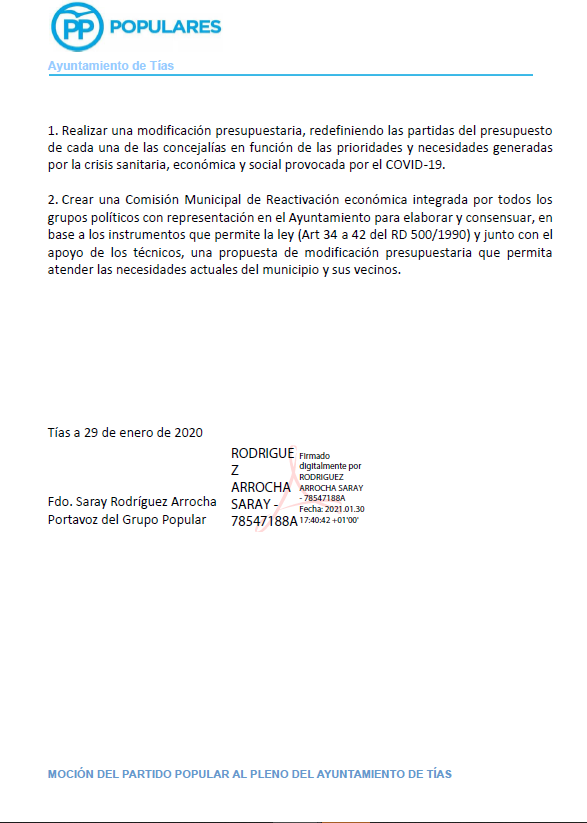 PP POPULARES
Ayuntamiento de Tías
1. Realizar una modificación presupuestaria, redefiniendo las partidas del presupuesto
de cada una de las concejalías en función de las prioridades y necesidades generadas
por la crisis sanitaria, económica y social provocada por el COVID-19.
2. Crear una Comisión Municipal de Reactivación económica integrada por todos los
grupos políticos con representación en el Ayuntamiento para elaborar y consensuar, en
base a los instrumentos que permite la ley (Art 34 a 42 del RD 500/1990) y junto con el
apoyo de los técnicos, una propuesta de modificación presupuestaria que permita
atender las necesidades actuales del municipio y sus vecinos.
Tías a 29 de enero de 2020
Fdo. Saray Rodríguez Arrocha
Portavoz del Grupo Popular
RODRIGUE
Z
ARROCHA
SARAY -
78547188A
Firmado
digitalmente por
RODRIGUEZ
ARROCHA SARAY
- 78547188A
Fecha: 2021.01.30
17:40:42 +01'00'
MOCIÓN DEL PARTIDO POPULAR AL PLENO DEL AYUNTAMIENTO DE TÍAS